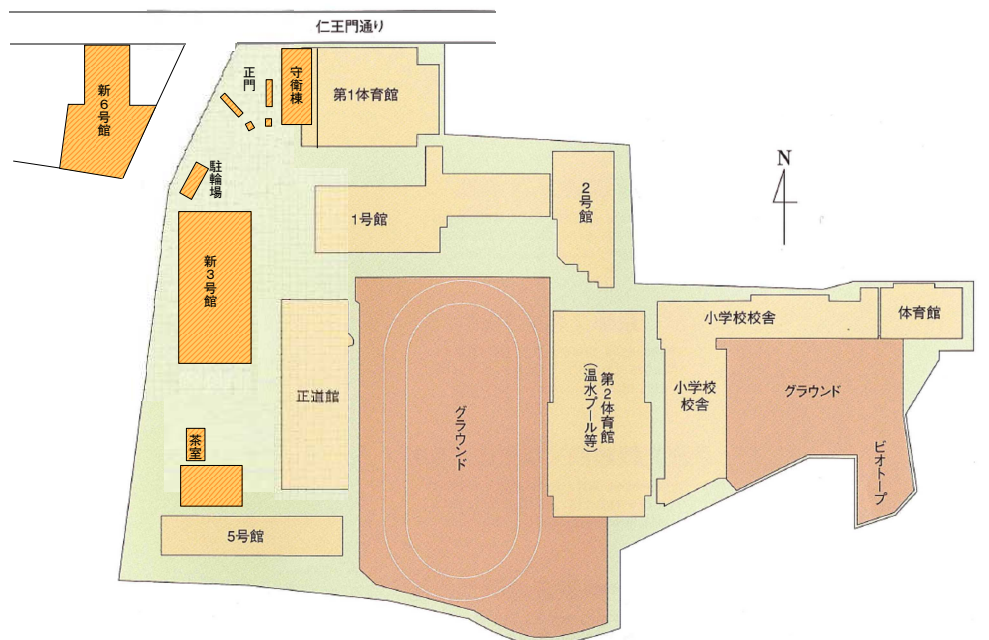 仁王門通り
新6号館
正門
守衛棟
第1体育館
駐輪場
1号館
2号館
N
新3号館
小学校校舎
体育館
正道館
グラウンド
第2体育館
（温水プール等）
小学校
校舎
グラウンド
茶室
ビオトープ
5号館